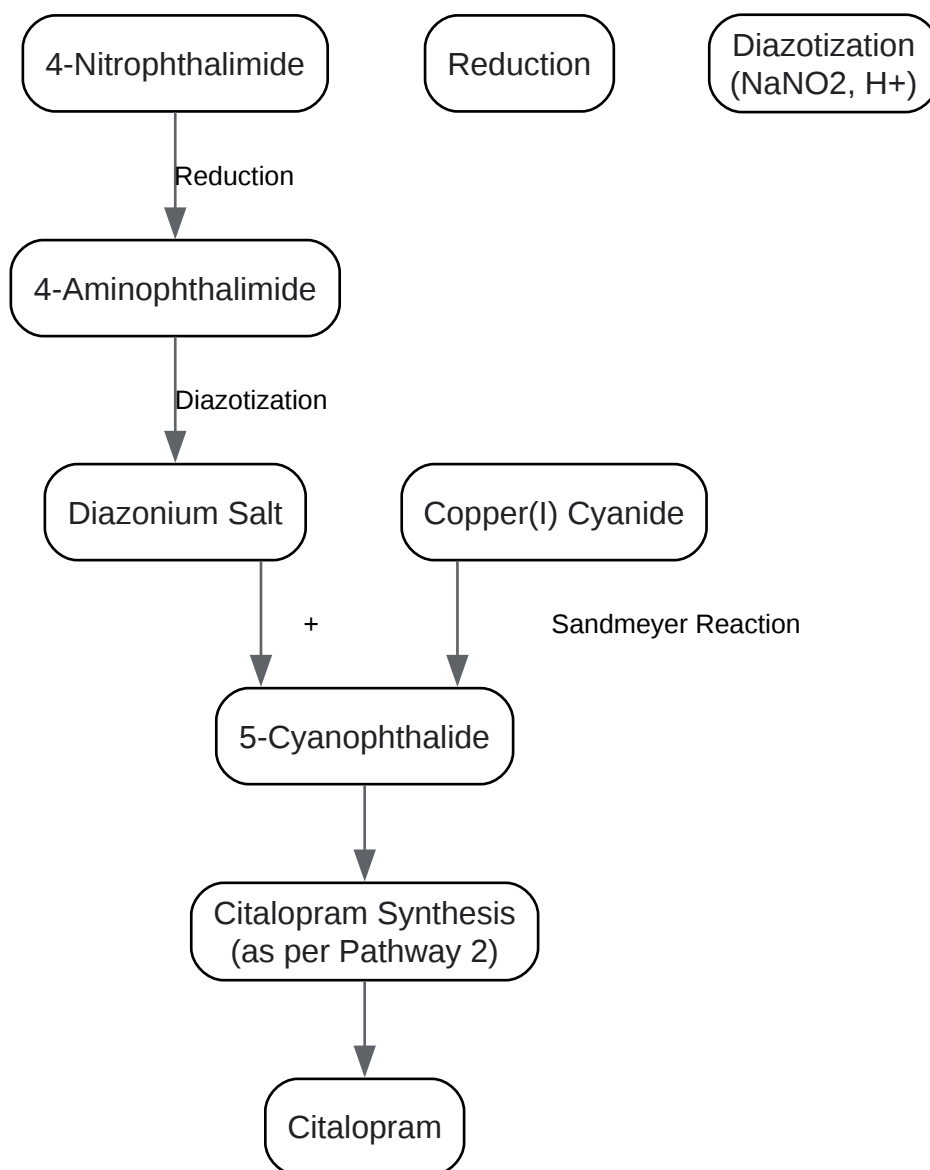 4-Nitrophthalimide
Reduction
Diazotization
(NaNO2, H+)
Reduction
4-Aminophthalimide
Diazotization
Diazonium Salt
Copper(I) Cyanide
+
Sandmeyer Reaction
5-Cyanophthalide
Citalopram Synthesis
(as per Pathway 2)
Citalopram